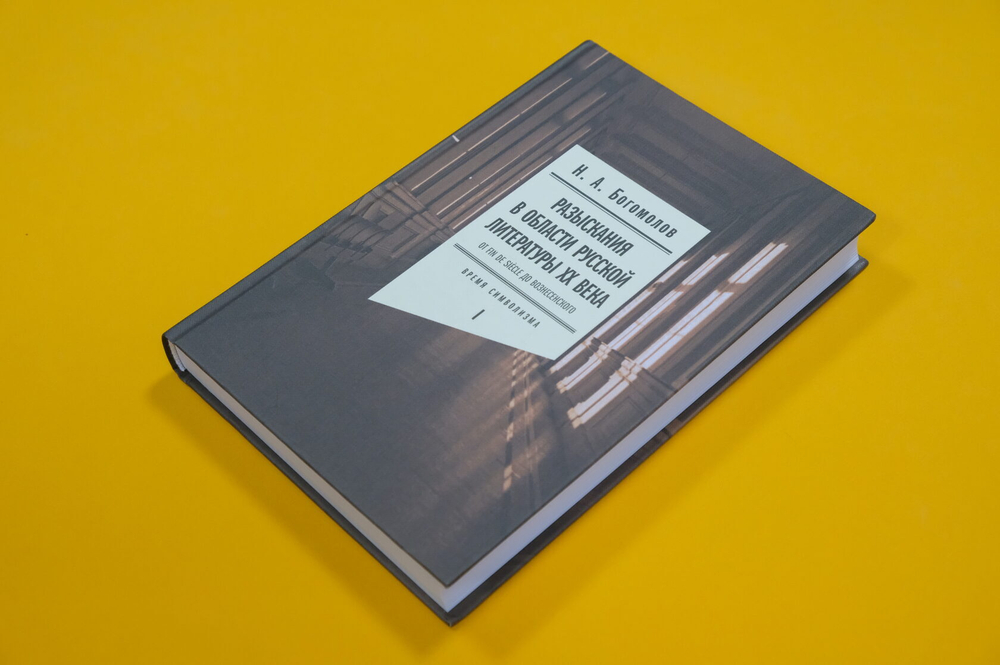 Н. А. Богомолов
РАЗЫСКАНИЯ
В ОБЛАСТИ РУССКОЙ
ЛИТЕРАТУРЫ XX ВЕКА
ОТ FIN DE SIÈCLE ДО ВОЗНЕСЕНСКОГО
ВРЕМЯ СИМВОЛИЗМА
I